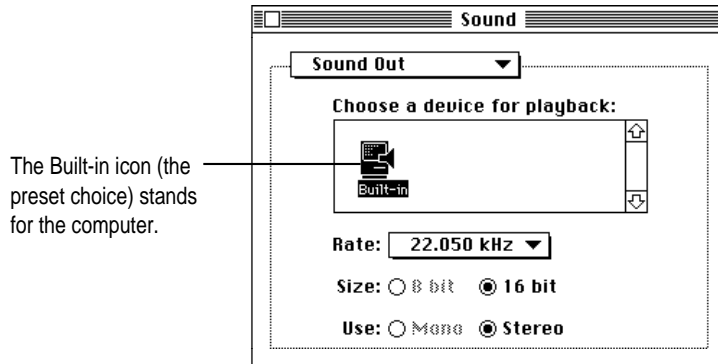 Sound
Sound Out
Choose a device for playback:
The Built-in icon (the
preset choice) stands
for the computer.
Built-in
Rate: 22.050 kHz
Size: 8 bit 16 bit
Use: Mono Stereo